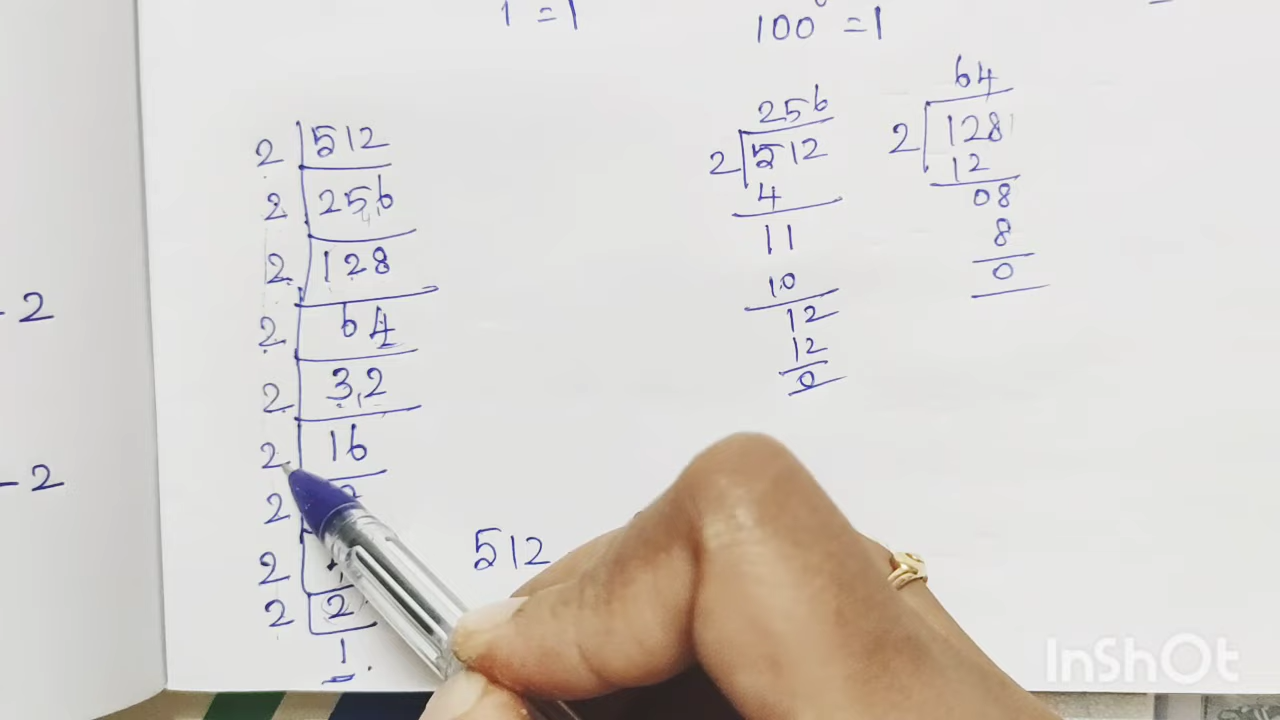 1 = 1
100⁰ = 1
- 2
- 2
2 | 512
2 | 256
2 | 128
2 | 64
2 | 32
2 | 16
2
2
2 | 2
1.
512
256
2 | 512
4
11
10
12
12
0
64
2 | 128
12
08
8
0
InShOt